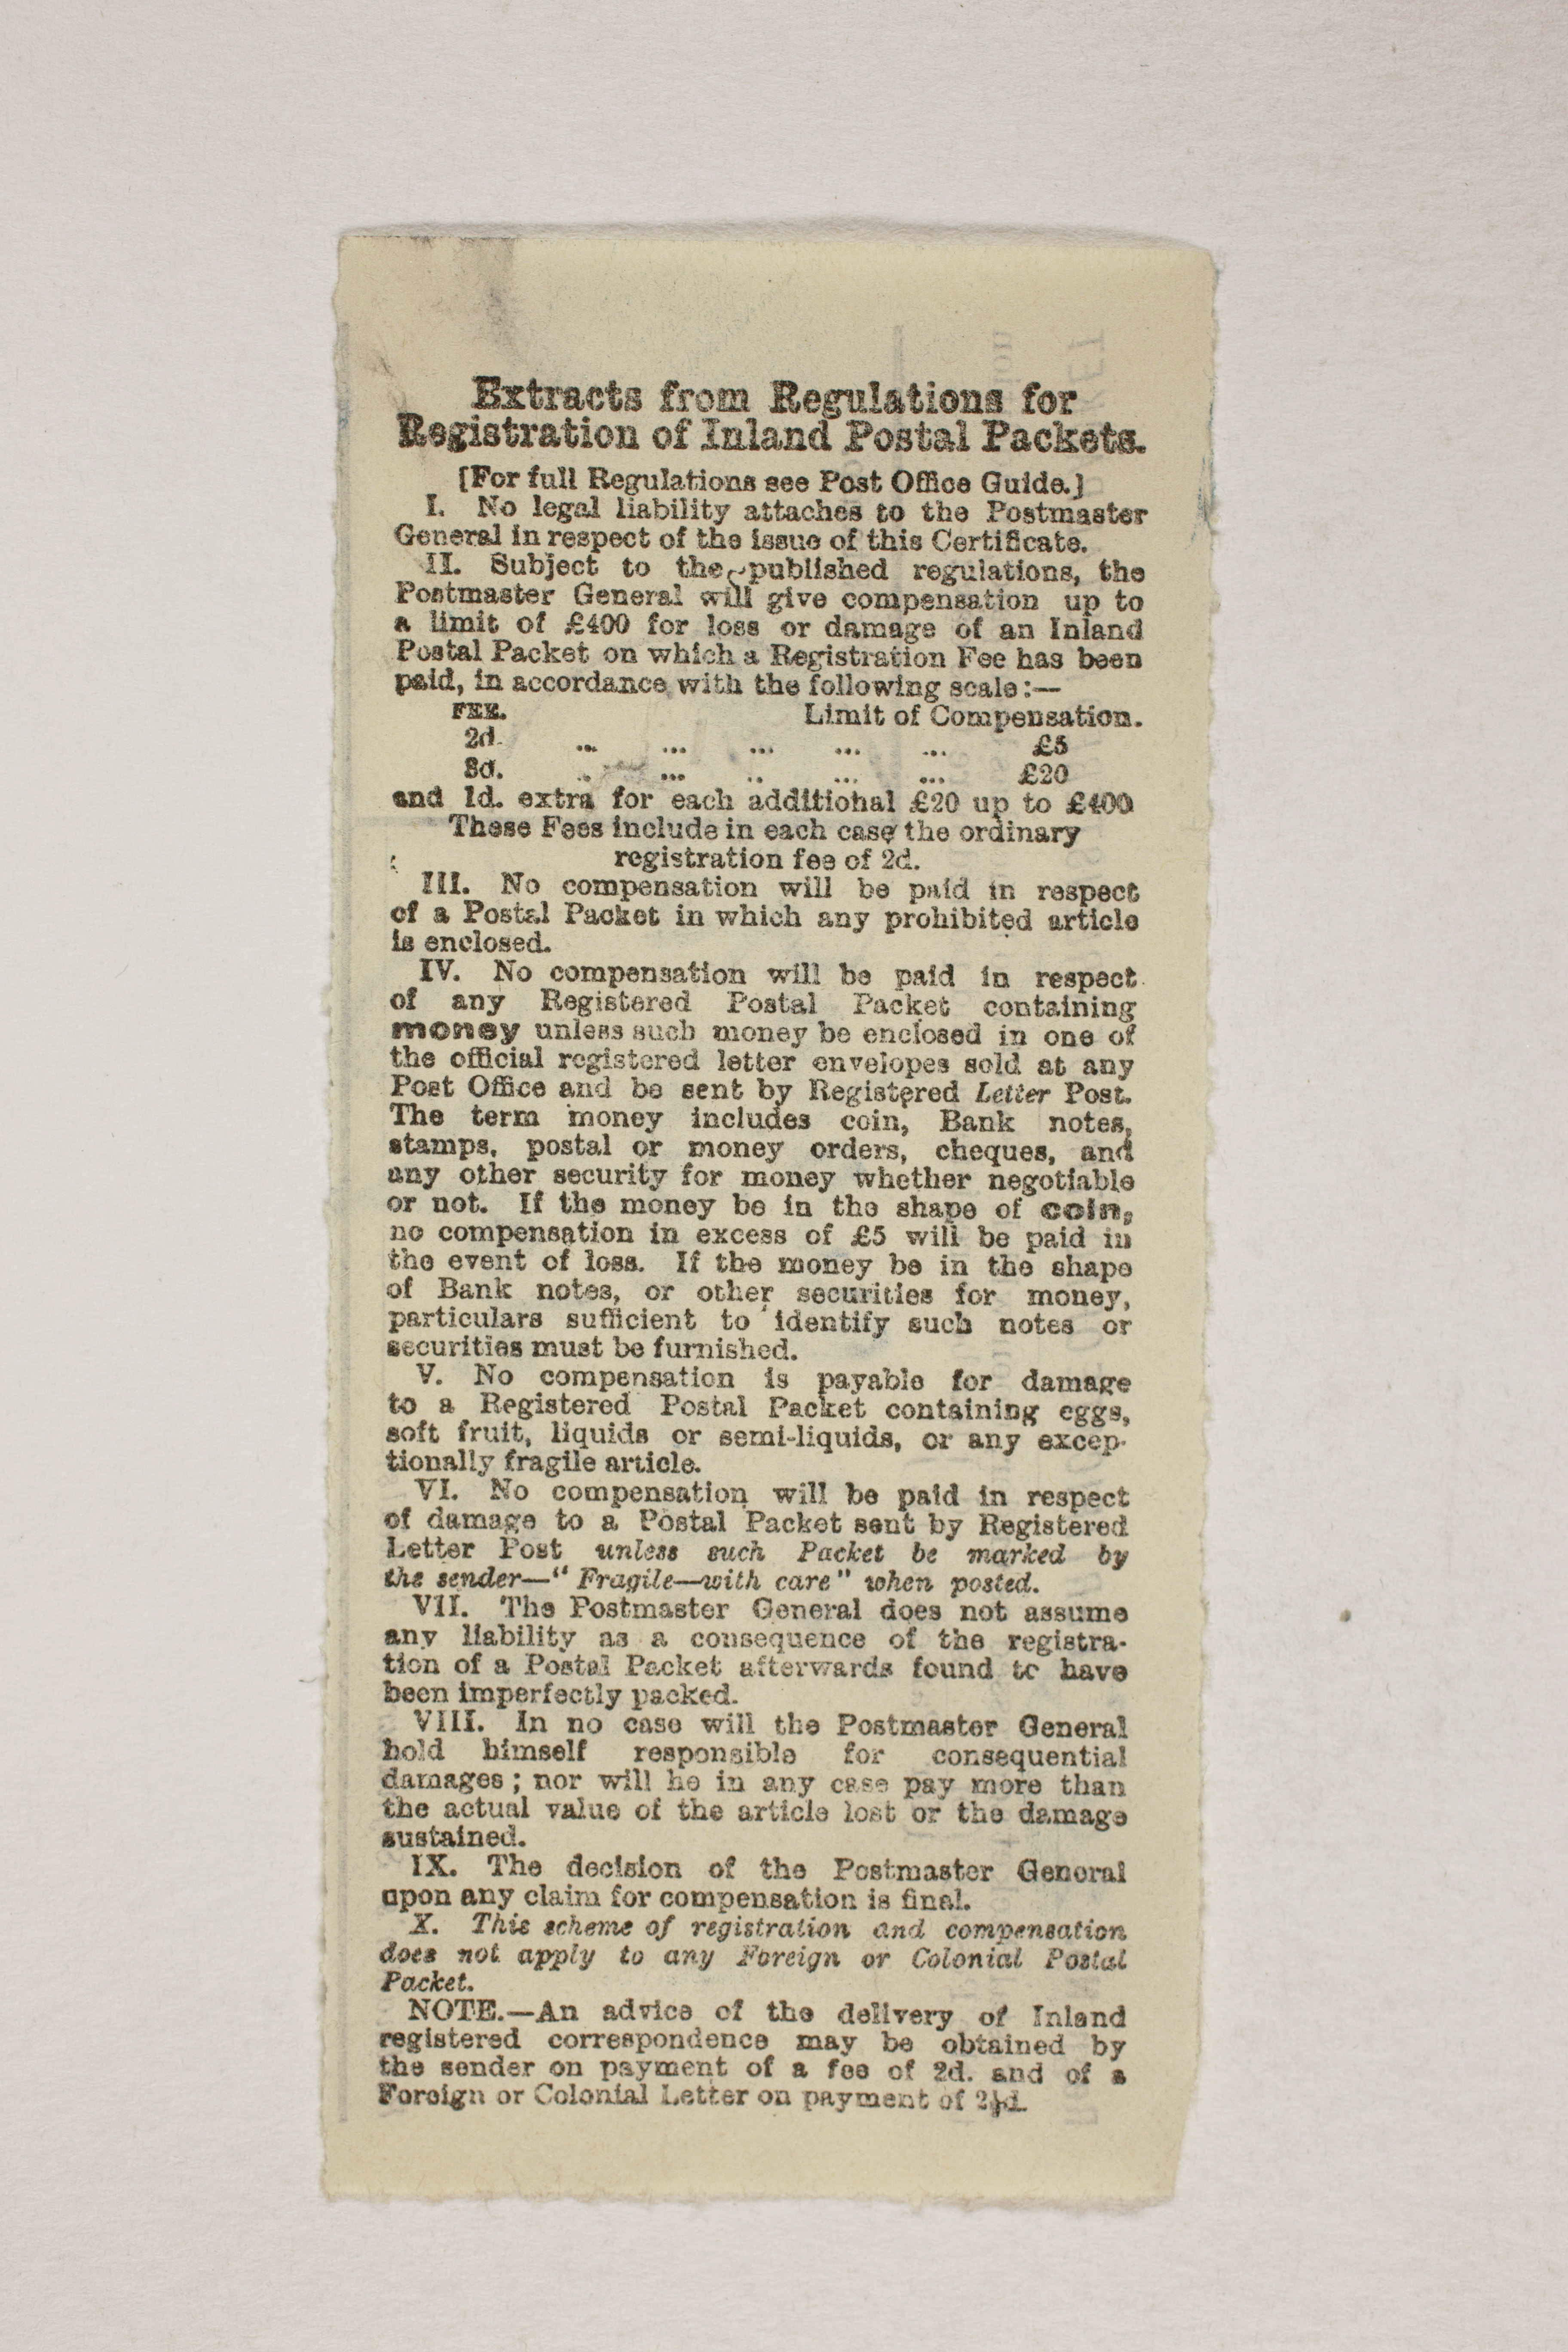 Extracts from Regulations for
Registration of Inland Postal Packets.
[For full Regulations see Post Office Guide.]
I. No legal liability attaches to the Postmaster
General in respect of the issue of this Certificate.
II. Subject to the published regulations, the
Postmaster General will give compensation up to
a limit of £400 for loss or damage of an Inland
Postal Packet on which a Registration Fee has been
paid, in accordance with the following scale:—
FEE. Limit of Compensation.
2d. ... ... ... ... ... £5
3d. ... ... ... ... ... £20
and 1d. extra for each additional £20 up to £400
These Fees include in each case the ordinary
registration fee of 2d.
III. No compensation will be paid in respect
of a Postal Packet in which any prohibited article
is enclosed.
IV. No compensation will be paid in respect
of any Registered Postal Packet containing
money unless such money be enclosed in one of
the official registered letter envelopes sold at any
Post Office and be sent by Registered Letter Post.
The term money includes coin, Bank notes,
stamps, postal or money orders, cheques, and
any other security for money whether negotiable
or not. If the money be in the shape of coin,
no compensation in excess of £5 will be paid in
the event of loss. If the money be in the shape
of Bank notes, or other securities for money,
particulars sufficient to identify such notes or
securities must be furnished.
V. No compensation is payable for damage
to a Registered Postal Packet containing eggs,
soft fruit, liquids or semi-liquids, or any excep-
tionally fragile article.
VI. No compensation will be paid in respect
of damage to a Postal Packet sent by Registered
Letter Post unless such Packet be marked by
the sender—"Fragile—with care" when posted.
VII. The Postmaster General does not assume
any liability as a consequence of the registra-
tion of a Postal Packet afterwards found to have
been imperfectly packed.
VIII. In no case will the Postmaster General
hold himself responsible for consequential
damages; nor will he in any case pay more than
the actual value of the article lost or the damage
sustained.
IX. The decision of the Postmaster General
upon any claim for compensation is final.
X. This scheme of registration and compensation
does not apply to any Foreign or Colonial Postal
Packet.
NOTE.—An advice of the delivery of Inland
registered correspondence may be obtained by
the sender on payment of a fee of 2d. and of a
Foreign or Colonial Letter on payment of 2½d.